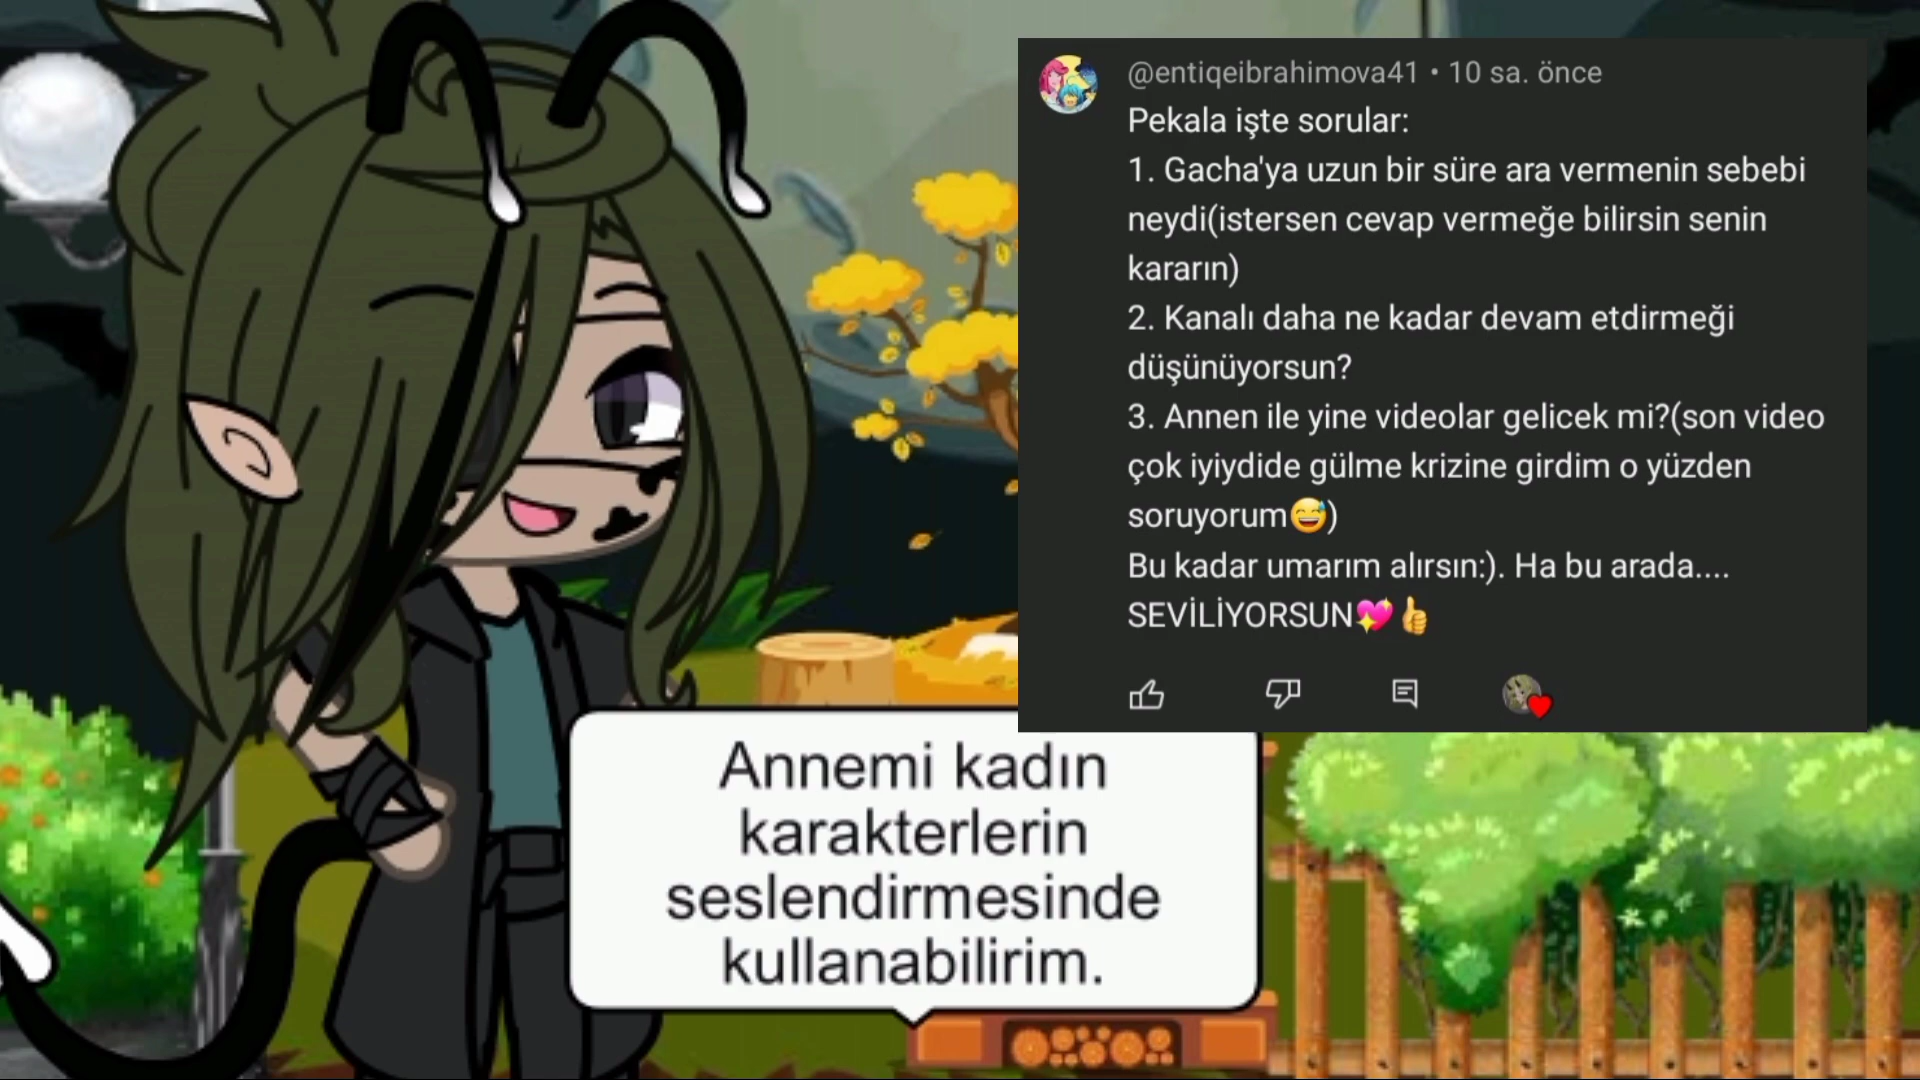 @entiqeibrahimova41 • 10 sa. önce
Pekala işte sorular:
1. Gacha'ya uzun bir süre ara vermenin sebebi
neydi(istersen cevap vermeğe bilirsin senin
kararın)
2. Kanalı daha ne kadar devam etdirmeği
düşünüyorsun?
3. Annen ile yine videolar gelicek mi?(son video
çok iyiydide gülme krizine girdim o yüzden
soruyorum😅)
Bu kadar umarım alırsın:). Ha bu arada....
SEVİLİYORSUN💖👍
Annemi kadın
karakterlerin
seslendirmesinde
kullanabilirim.